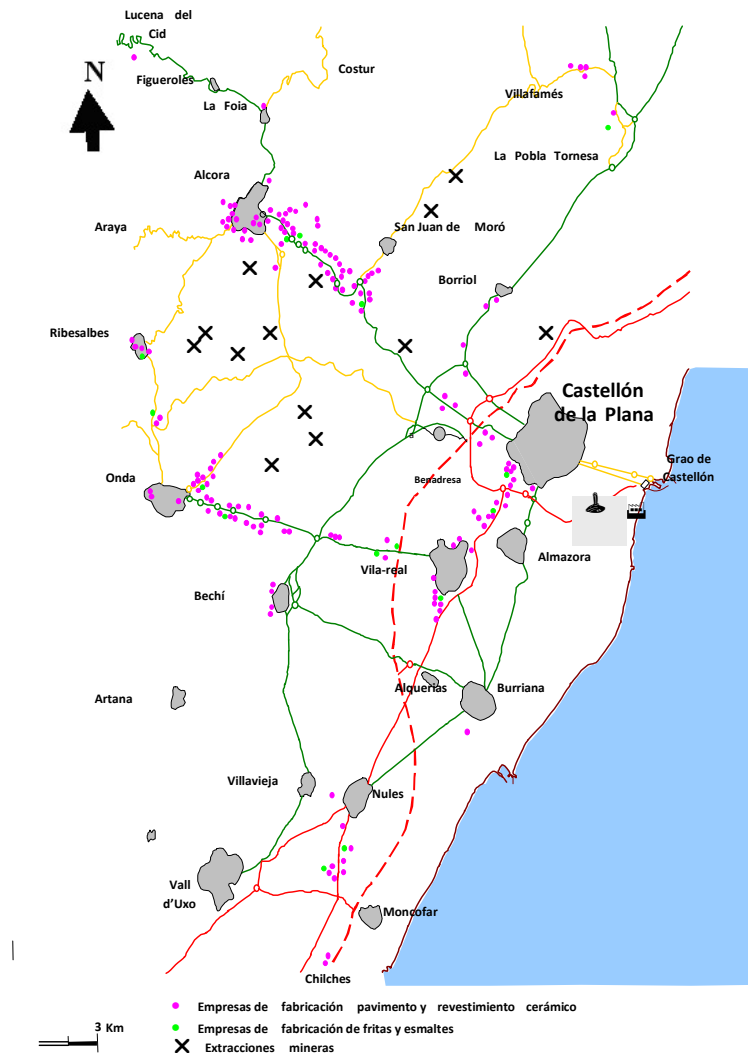 Lucena del
Cid
N
Figueroles
Costur
La Foia
Villafamés
La Pobla Tornesa
Alcora
Araya
San Juan de Moró
Borriol
Ribesalbes
Castellón
de la Plana
Grao de
Castellón
Onda
Benadresa
Almazora
Vila-real
Bechí
Artana
Alquerias
Burriana
Villavieja
Nules
Vall
d'Uxo
Moncofar
Chilches
Empresas de fabricación pavimento y revestimiento cerámico
3 Km
Empresas de fabricación de fritas y esmaltes
Extracciones mineras